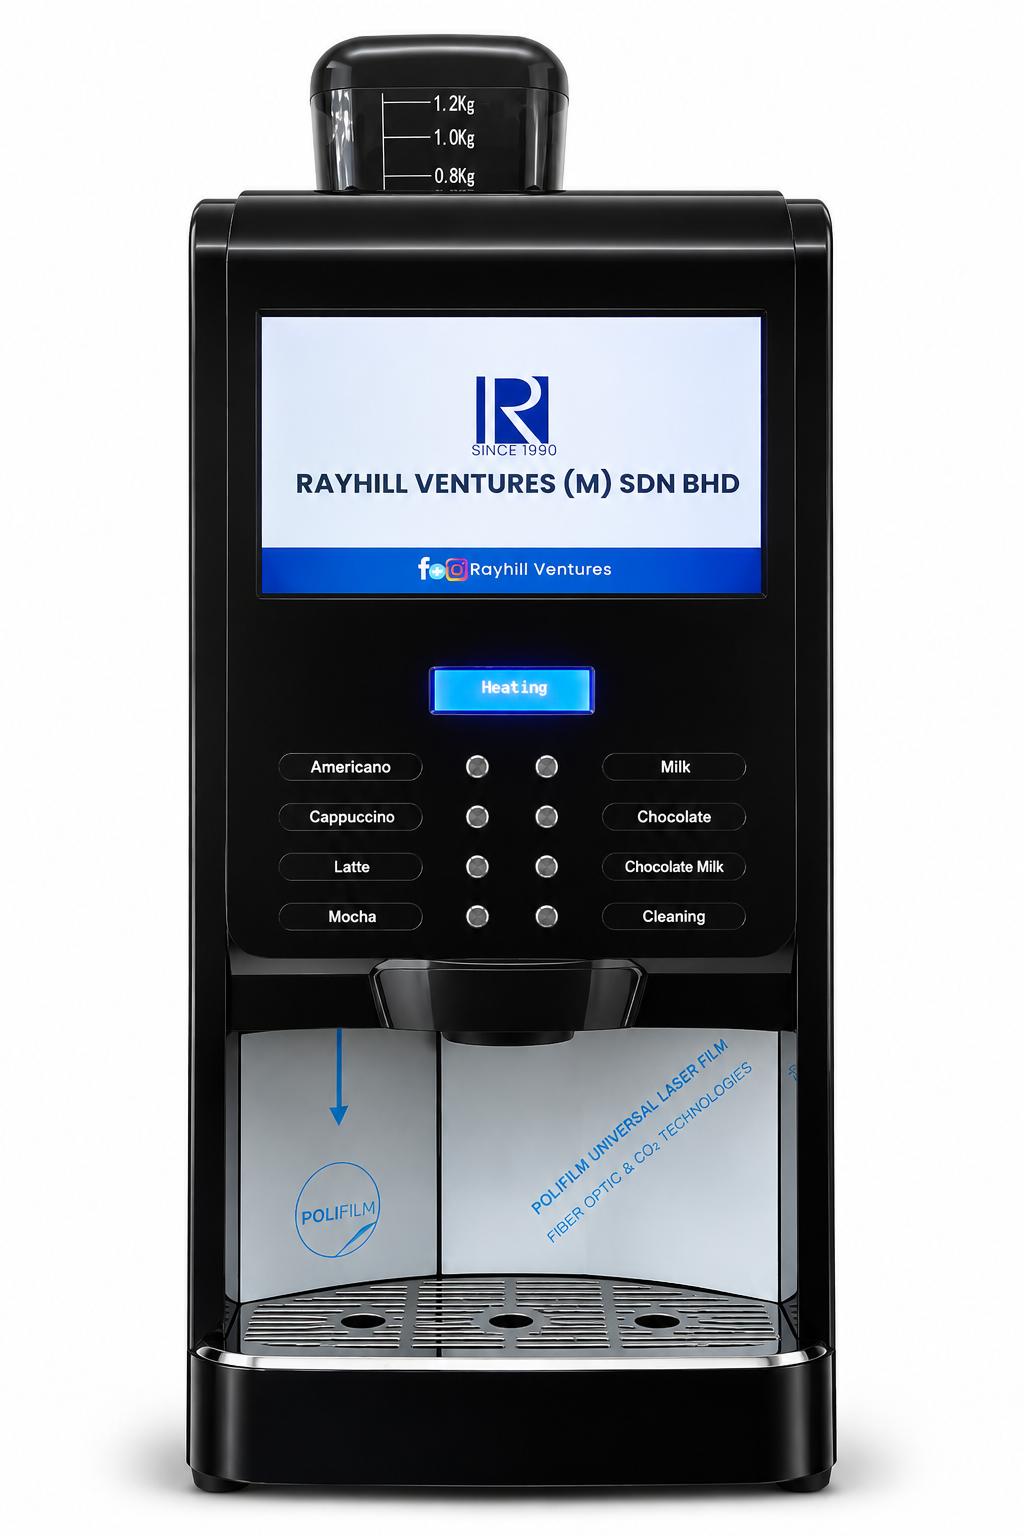 1.2Kg
1.0Kg
0.8Kg
R
SINCE 1990
RAYHILL VENTURES (M) SDN BHD
f Rayhill Ventures
Heating
Americano
Milk
Cappuccino
Chocolate
Latte
Chocolate Milk
Mocha
Cleaning
POLIFILM UNIVERSAL LASER FILM
FIBER OPTIC & CO₂ TECHNOLOGIES
POLIFILM